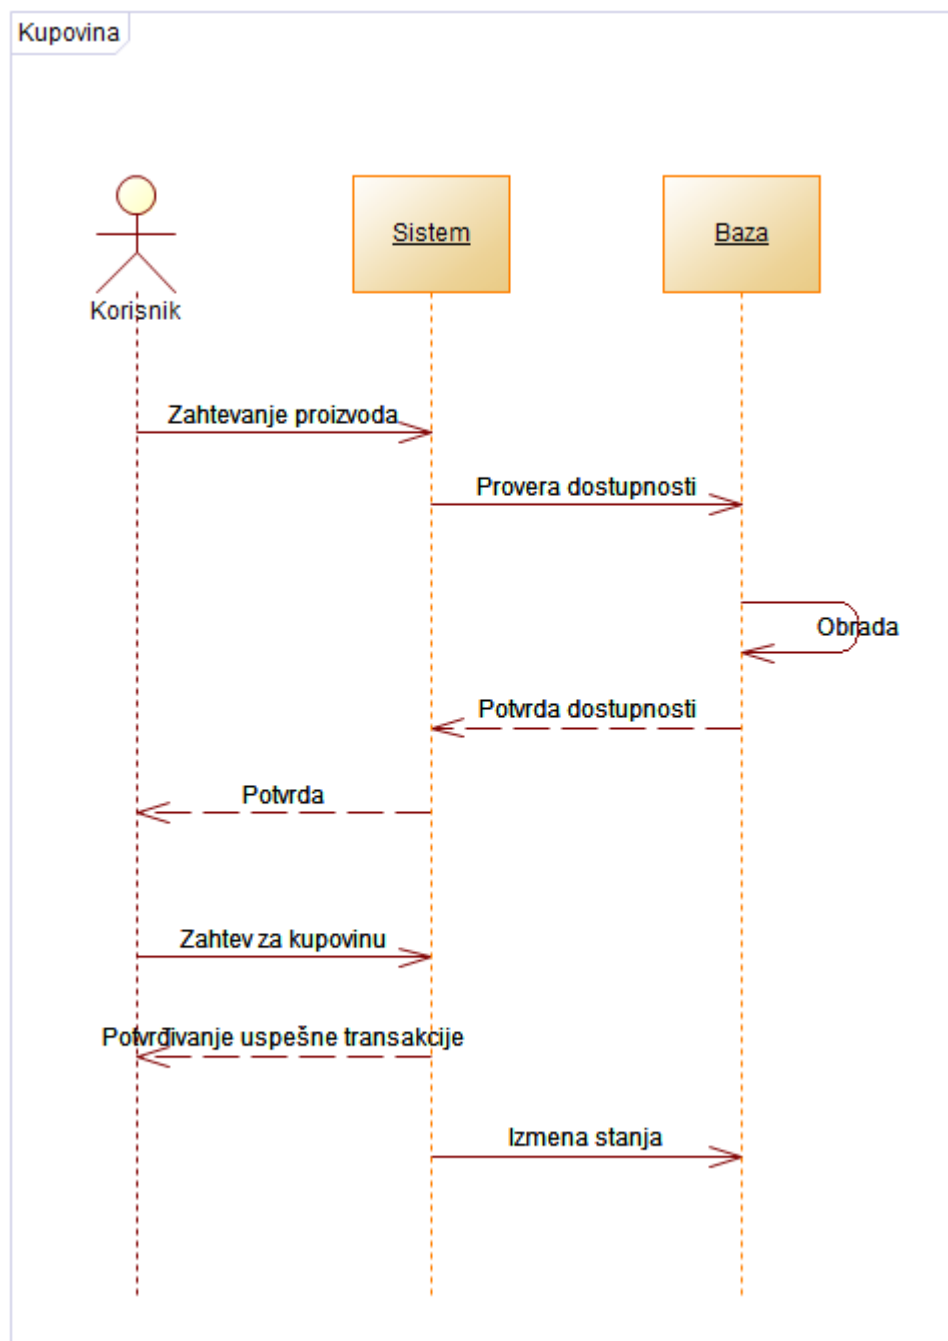 Kupovina
Korisnik
Sistem
Baza
Zahtevanje proizvoda
Provera dostupnosti
Obrada
Potvrda dostupnosti
Potvrda
Zahtev za kupovinu
Potvrđivanje uspešne transakcije
Izmena stanja